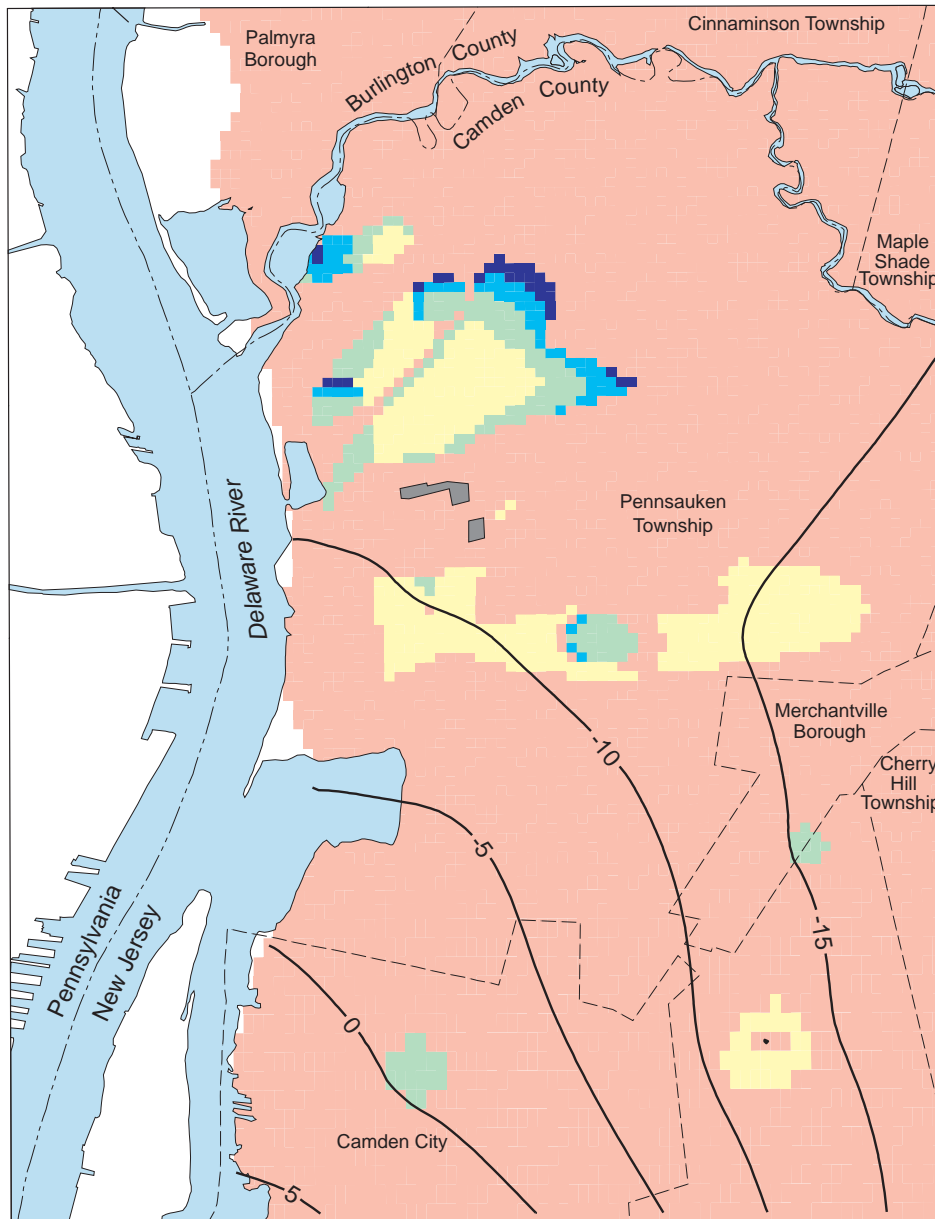 Cinnaminson Township
Palmyra
Borough
Burlington County
Camden County
Maple
Shade
Township
Pennsauken
Township
Delaware River
Merchantville
Borough
-10
Cherry
Hill
Township
-5
-15
Pennsylvania
New Jersey
0
Camden City
5